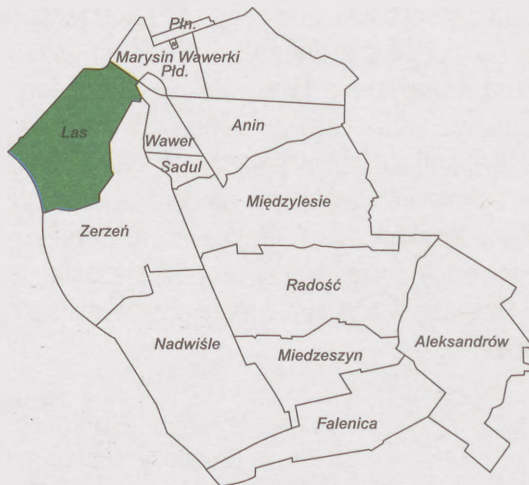 Płn.
Marysin Wawerki
Płd.
Las
Anin
Wawer
Sadul
Międzylesie
Zerzeń
Radość
Nadwiśle
Miedzeszyn
Aleksandrów
Falenica